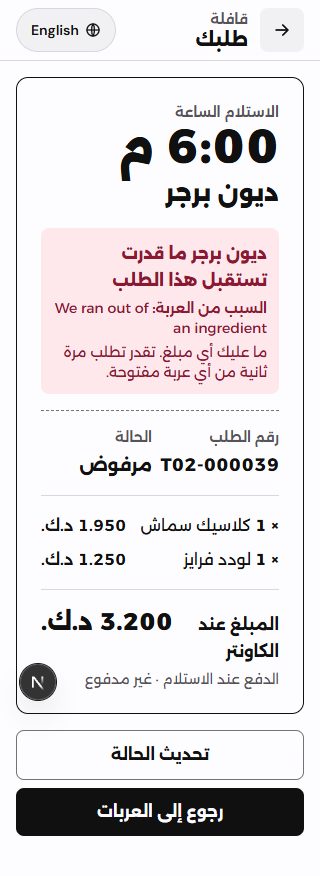 قافلة
طلبك
English
الاستلام الساعة
6:00 م
ديون برجر
ديون برجر ما قدرت
تستقبل هذا الطلب
السبب من العربة: We ran out of
an ingredient
ما عليك أي مبلغ. تقدر تطلب مرة
ثانية من أي عربة مفتوحة.
رقم الطلب
الحالة
T02-000039
مرفوض
× 1 كلاسيك سماش
1.950 د.ك.
× 1 لودد فرايز
1.250 د.ك.
المبلغ عند
الكاونتر
3.200 د.ك.
الدفع عند الاستلام · غير مدفوع
N
تحديث الحالة
رجوع إلى العربات